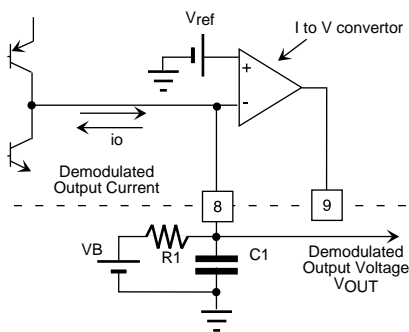 Vref
I to V convertor
+
-
io
Demodulated
Output Current
8
9
VB
R1
C1
Demodulated
Output Voltage
VOUT